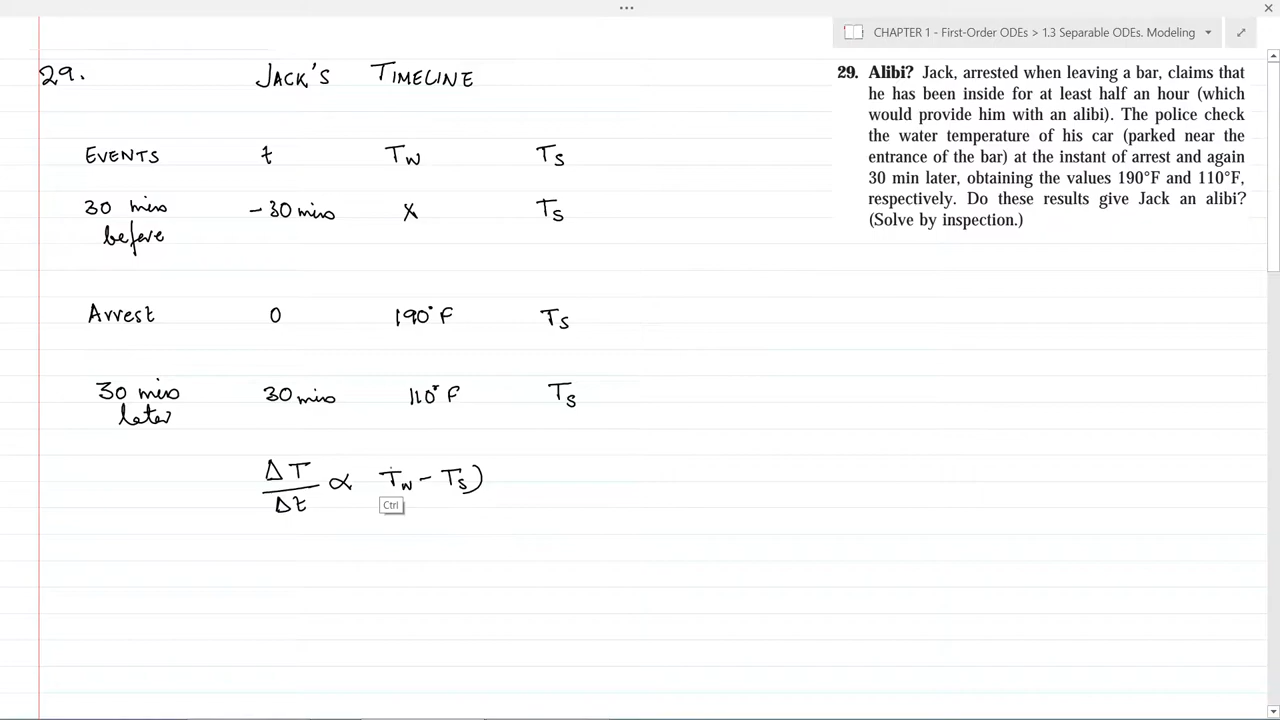 CHAPTER 1 - First-Order ODEs > 1.3 Separable ODEs. Modeling
29. JACK'S TIMELINE
EVENTS t T_W T_S
30 mins before -30 mins x T_S
Arrest 0 190°F T_S
30 mins later 30 mins 110°F T_S
ΔT/Δt ∝ T_W - T_S)
Ctrl
29. Alibi? Jack, arrested when leaving a bar, claims that
he has been inside for at least half an hour (which
would provide him with an alibi). The police check
the water temperature of his car (parked near the
entrance of the bar) at the instant of arrest and again
30 min later, obtaining the values 190°F and 110°F,
respectively. Do these results give Jack an alibi?
(Solve by inspection.)